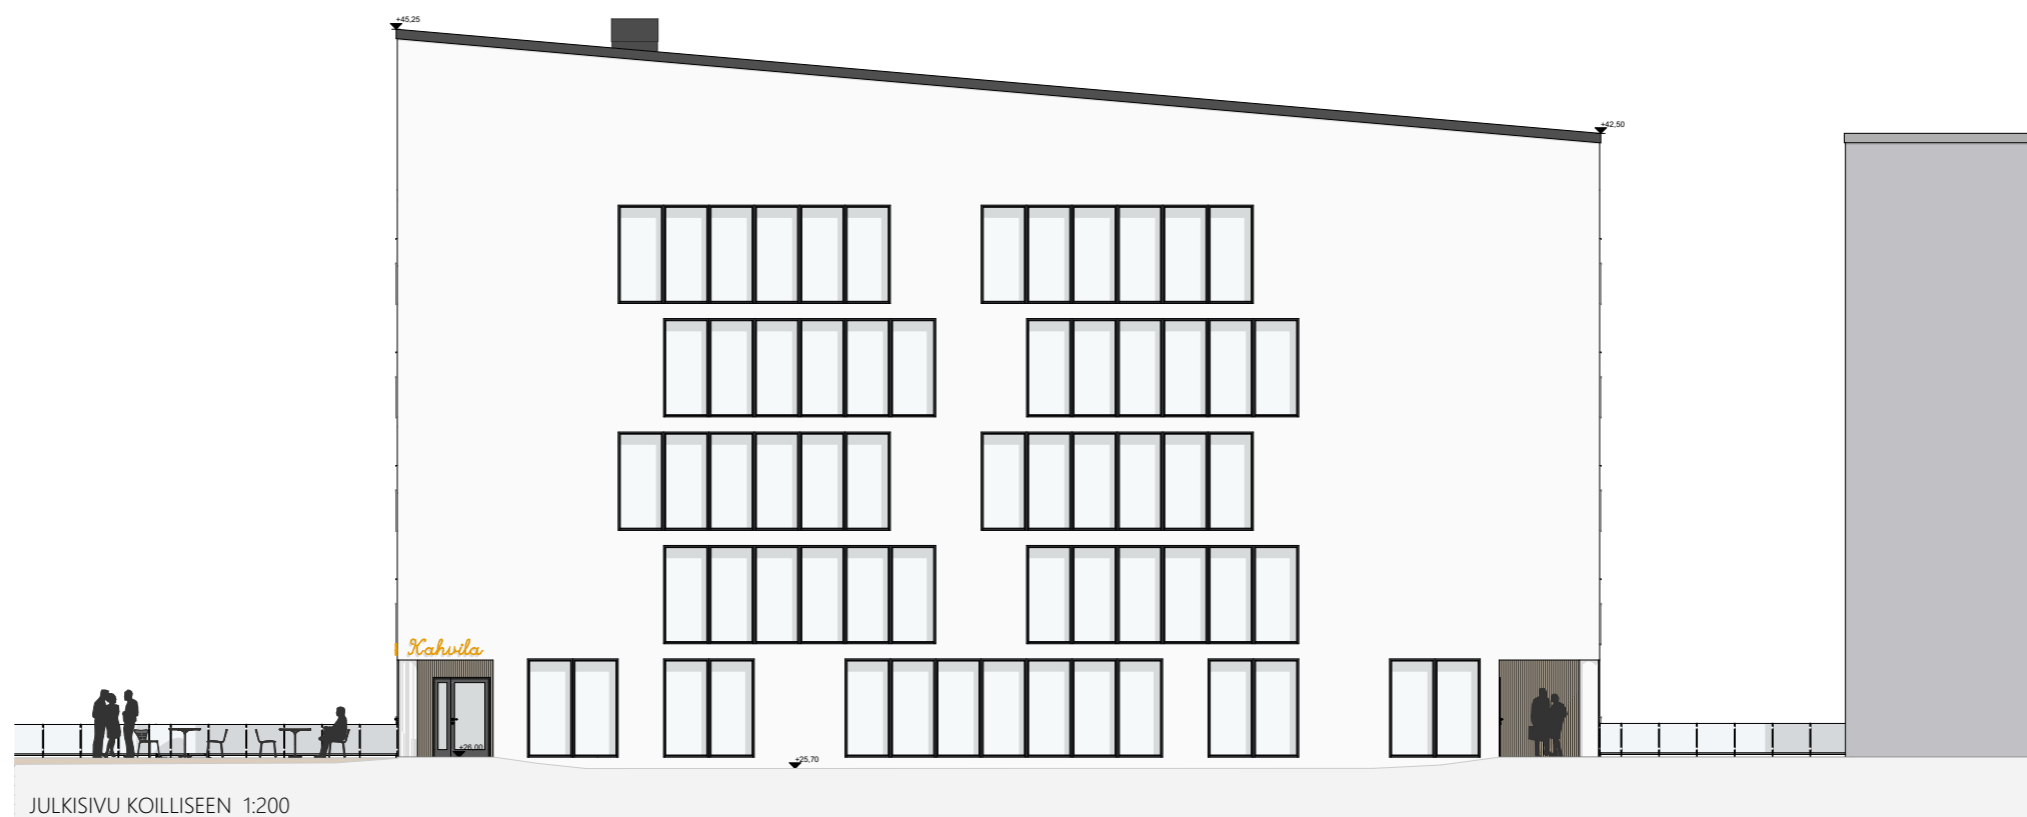 +45,25
+42,50
Kahvila
+26,00
+25,70
JULKISIVU KOILLISEEN 1:200